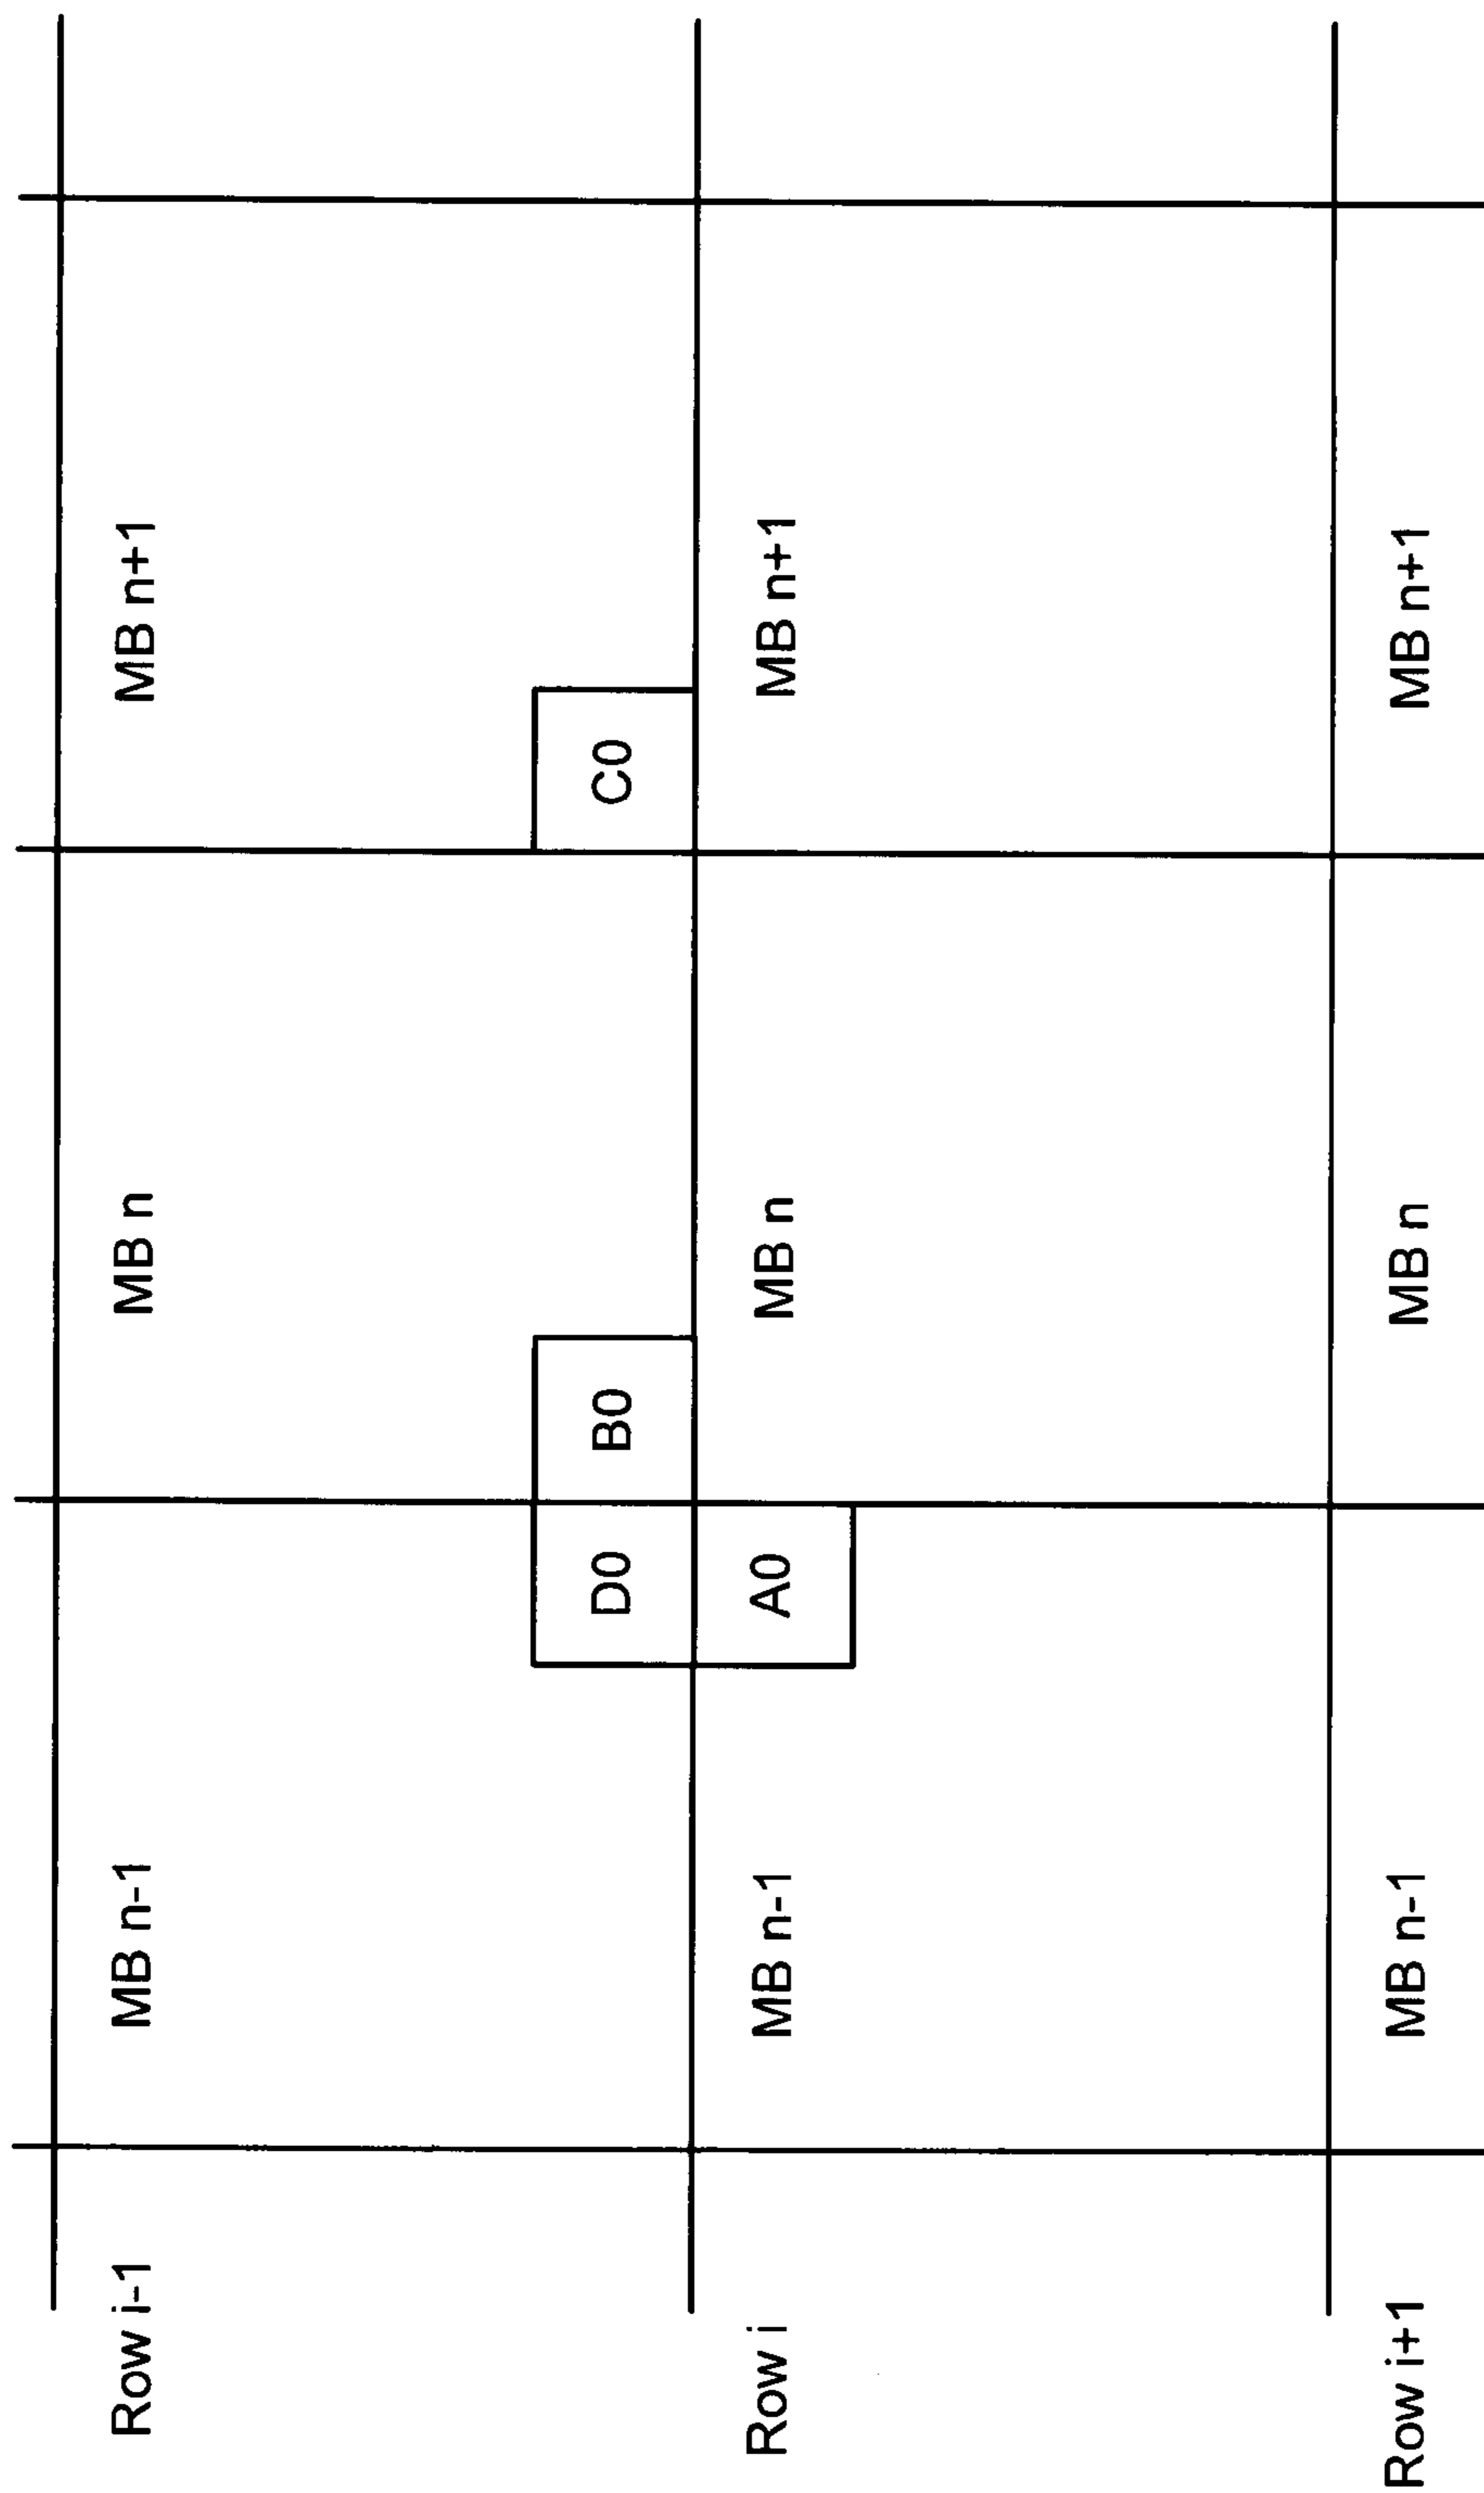 Row i-1 MB n-1 MB n MB n+1
D0 B0 C0
Row i MB n-1 MB n MB n+1
A0
Row i+1 MB n-1 MB n MB n+1